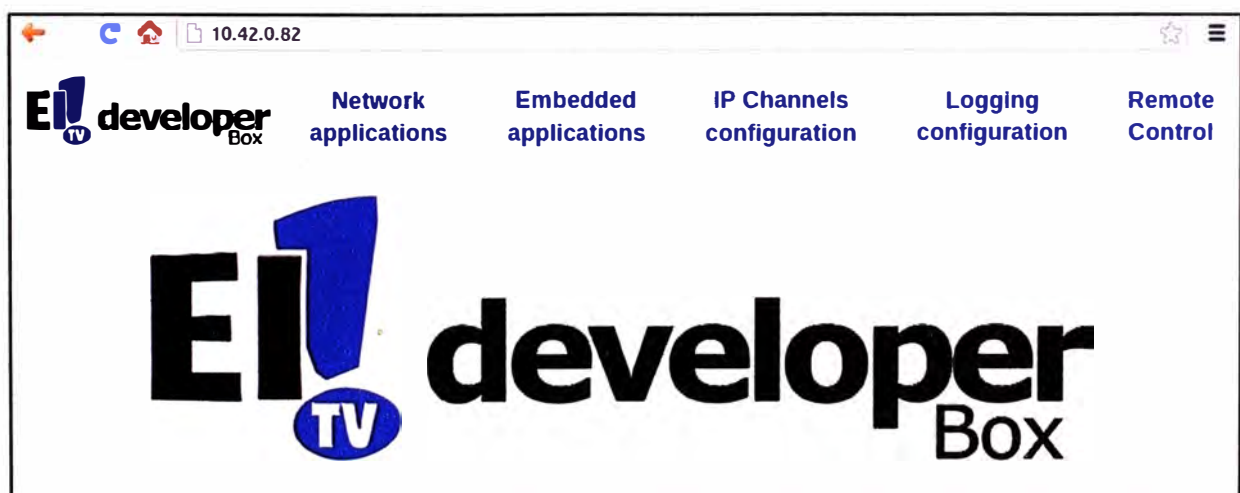 10.42.0.82
EI! TV developer Box
Network applications
Embedded applications
IP Channels configuration
Logging configuration
Remote Control
EI!
TV
developer
Box